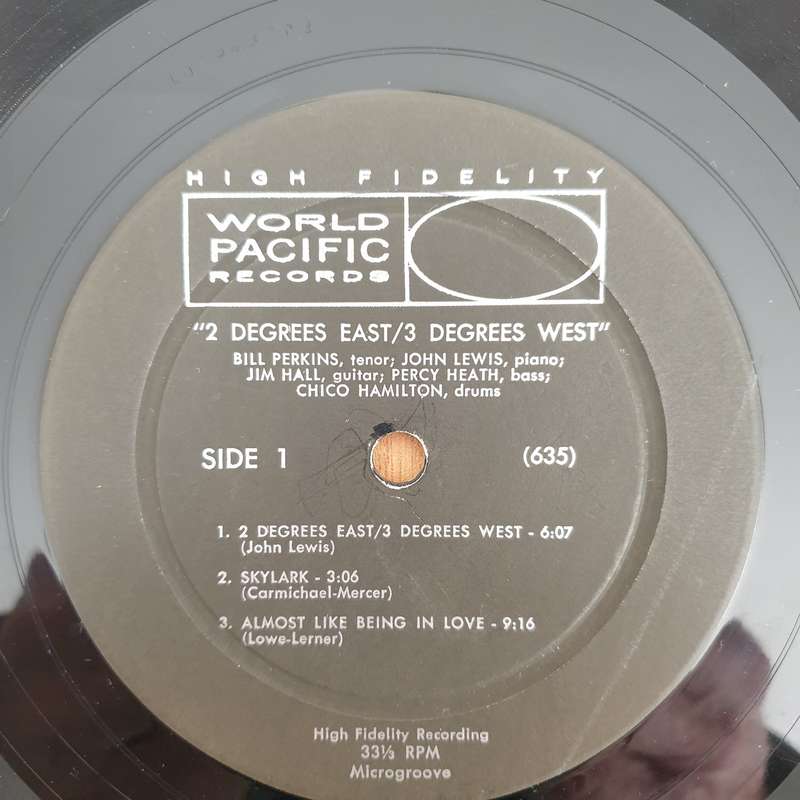 HIGH FIDELITY
WORLD
PACIFIC
RECORDS
"2 DEGREES EAST/3 DEGREES WEST"
BILL PERKINS, tenor; JOHN LEWIS, piano;
JIM HALL, guitar; PERCY HEATH, bass;
CHICO HAMILTON, drums
SIDE 1
(635)
1. 2 DEGREES EAST/3 DEGREES WEST - 6:07
(John Lewis)
2. SKYLARK - 3:06
(Carmichael-Mercer)
3. ALMOST LIKE BEING IN LOVE - 9:16
(Lowe-Lerner)
High Fidelity Recording
33⅓ RPM
Microgroove